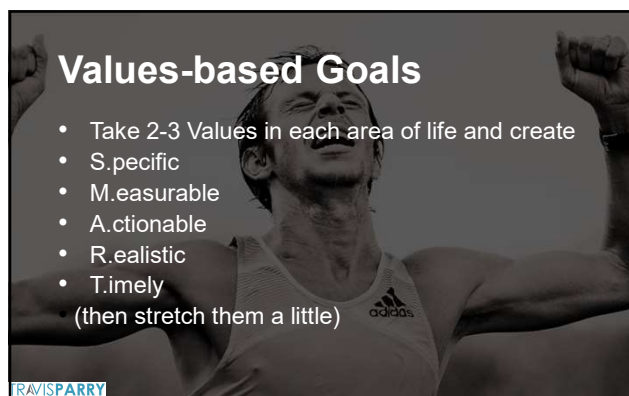 Values-based Goals
• Take 2-3 Values in each area of life and create
• S.pecific
• M.easurable
• A.ctionable
• R.ealistic
• T.imely
• (then stretch them a little)
adidas
TRAVISPARRY